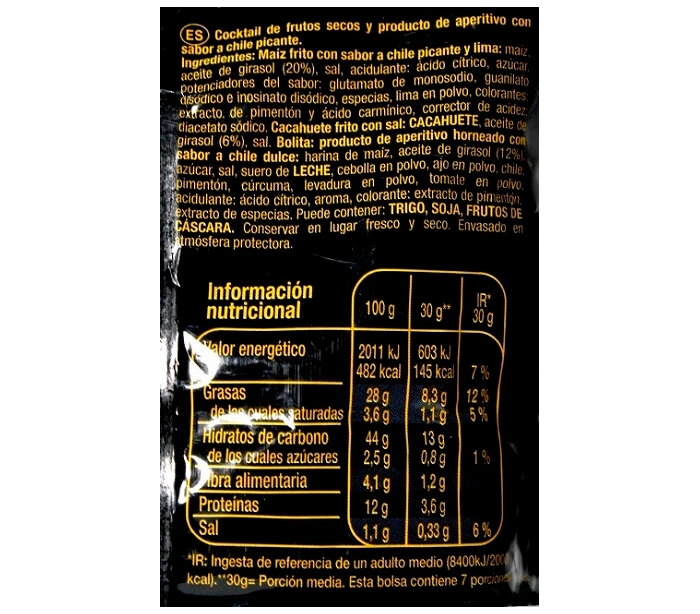 ES Cocktail de frutos secos y producto de aperitivo con
sabor a chile picante.
Ingredientes: Maíz frito con sabor a chile picante y lima: maíz,
aceite de girasol (20%), sal, acidulante: ácido cítrico, azúcar,
potenciadores del sabor: glutamato de monosodio, guanilato
disódico e inosinato disódico, especias, lima en polvo, colorantes:
extracto de pimentón y ácido carmínico, corrector de acidez:
diacetato sódico. Cacahuete frito con sal: CACAHUETE, aceite de
girasol (6%), sal. Bolita: producto de aperitivo horneado con
sabor a chile dulce: harina de maíz, aceite de girasol (12%),
azúcar, sal, suero de LECHE, cebolla en polvo, ajo en polvo, chile,
pimentón, cúrcuma, levadura en polvo, tomate en polvo,
acidulante: ácido cítrico, aroma, colorante: extracto de pimentón,
extracto de especias. Puede contener: TRIGO, SOJA, FRUTOS DE
CÁSCARA. Conservar en lugar fresco y seco. Envasado en
atmósfera protectora.
Información
nutricional 100 g 30 g** IR* 30 g
Valor energético 2011 kJ 603 kJ
482 kcal 145 kcal 7 %
Grasas 28 g 8,3 g 12 %
de las cuales saturadas 3,6 g 1,1 g 5 %
Hidratos de carbono 44 g 13 g
de los cuales azúcares 2,5 g 0,8 g 1 %
Fibra alimentaria 4,1 g 1,2 g
Proteínas 12 g 3,6 g
Sal 1,1 g 0,33 g 6 %
*IR: Ingesta de referencia de un adulto medio (8400kJ/2000
kcal).**30g= Porción media. Esta bolsa contiene 7 porciones